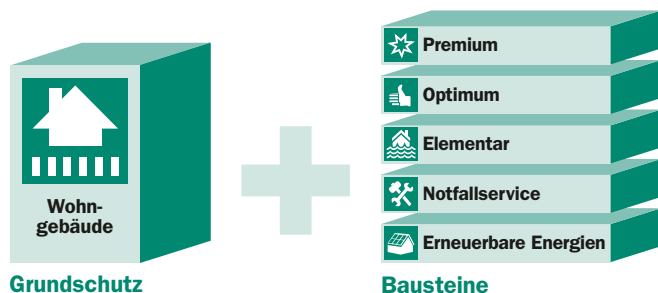 Wohn-
gebäude
Grundschutz
Premium
Optimum
Elementar
Notfallservice
Erneuerbare Energien
Bausteine